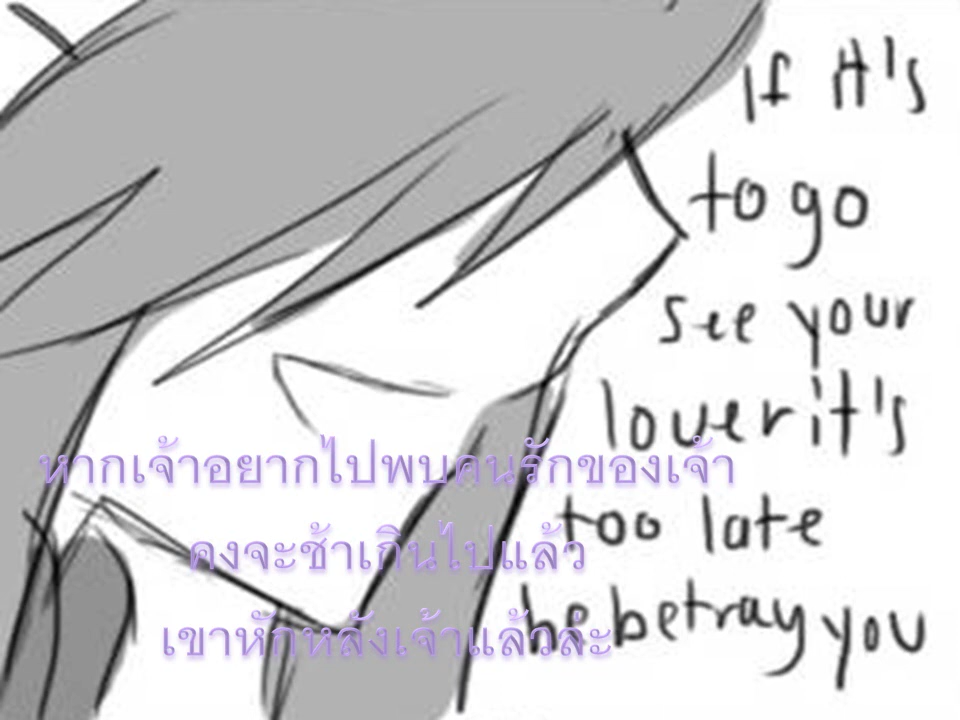 If it's
to go
see your
lover it's
too late
he betray you
หากเจ้าอยากไปพบคนรักของเจ้า
คงจะช้าเกินไปแล้ว
เขาหักหลังเจ้าแล้วล่ะ